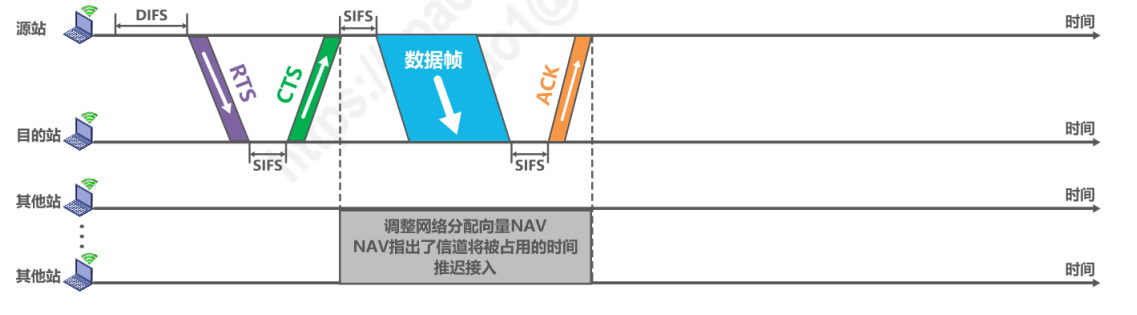 DIFS
SIFS
源站
时间
RTS
CTS
数据帧
ACK
目的站
时间
SIFS
SIFS
其他站
时间
调整网络分配向量NAV
NAV指出了信道将被占用的时间
推迟接入
其他站
时间